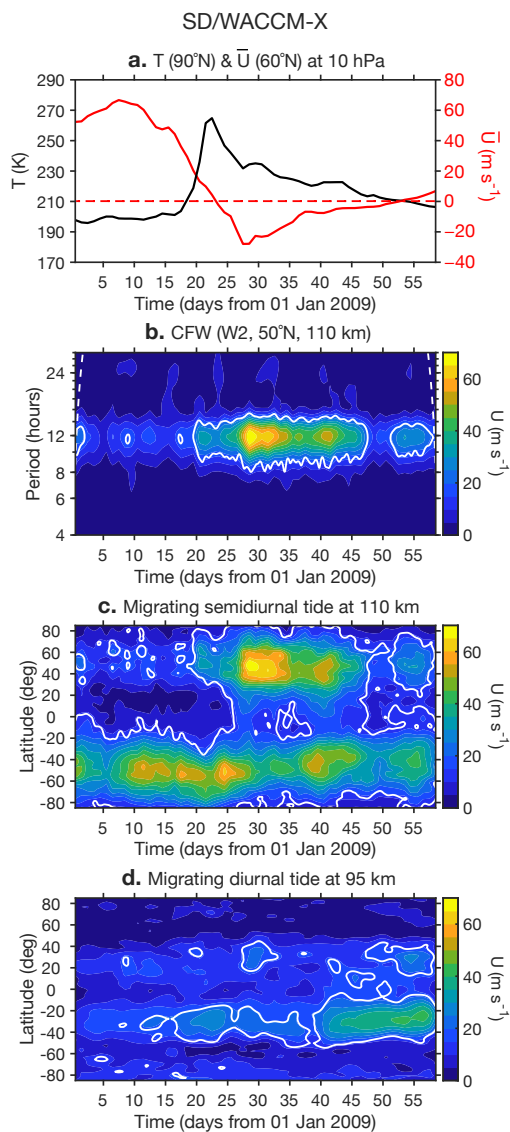 SD/WACCM-X
a. T (90°N) & U̅ (60°N) at 10 hPa
290
270
250
230
210
190
170
T (K)
80
60
40
20
0
−20
−40
U̅ (m s⁻¹)
5 10 15 20 25 30 35 40 45 50 55
Time (days from 01 Jan 2009)
b. CFW (W2, 50°N, 110 km)
24
12
8
6
4
Period (hours)
60
40
20
0
U (m s⁻¹)
5 10 15 20 25 30 35 40 45 50 55
Time (days from 01 Jan 2009)
c. Migrating semidiurnal tide at 110 km
80
60
40
20
0
-20
-40
-60
-80
Latitude (deg)
60
40
20
0
U (m s⁻¹)
5 10 15 20 25 30 35 40 45 50 55
Time (days from 01 Jan 2009)
d. Migrating diurnal tide at 95 km
80
60
40
20
0
-20
-40
-60
-80
Latitude (deg)
60
40
20
0
U (m s⁻¹)
5 10 15 20 25 30 35 40 45 50 55
Time (days from 01 Jan 2009)